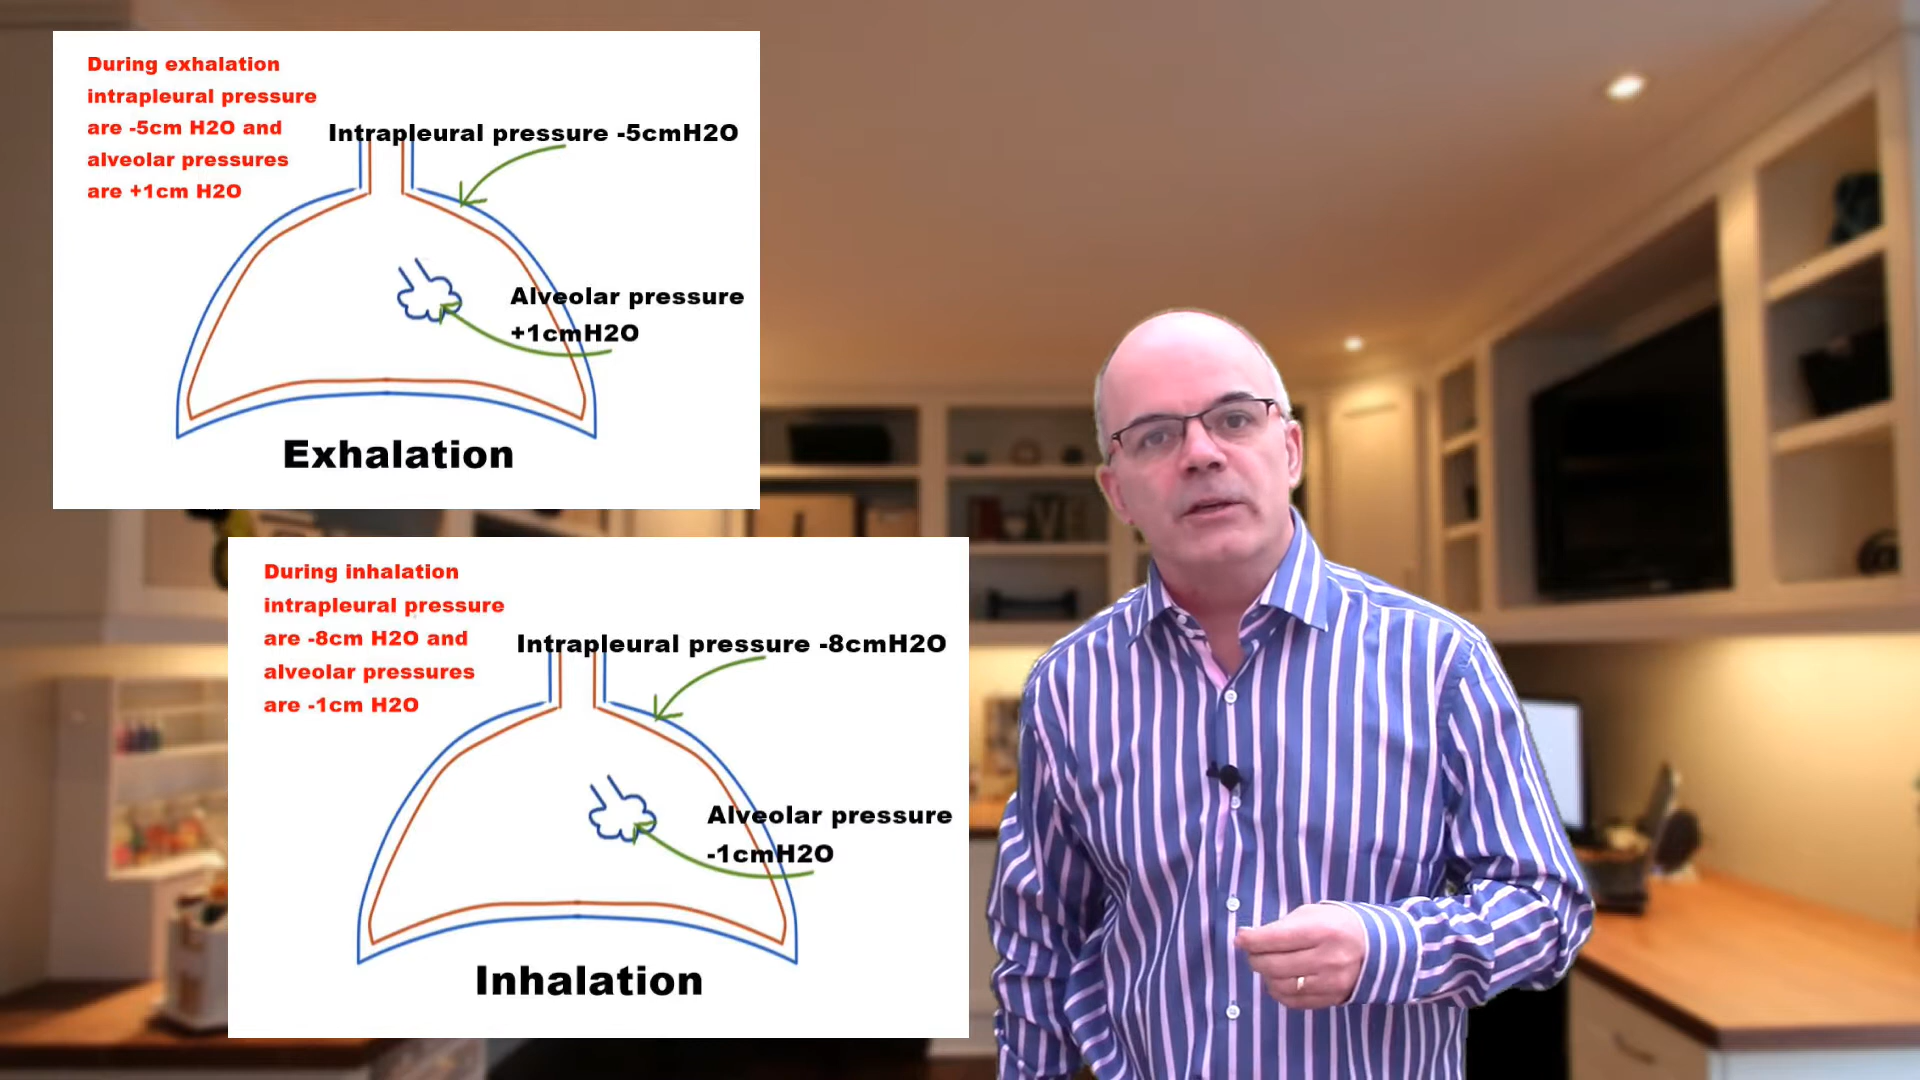 During exhalation
intrapleural pressure
are -5cm H2O and
alveolar pressures
are +1cm H2O
Intrapleural pressure -5cmH2O
Alveolar pressure
+1cmH2O
Exhalation
During inhalation
intrapleural pressure
are -8cm H2O and
alveolar pressures
are -1cm H2O
Intrapleural pressure -8cmH2O
Alveolar pressure
-1cmH2O
Inhalation